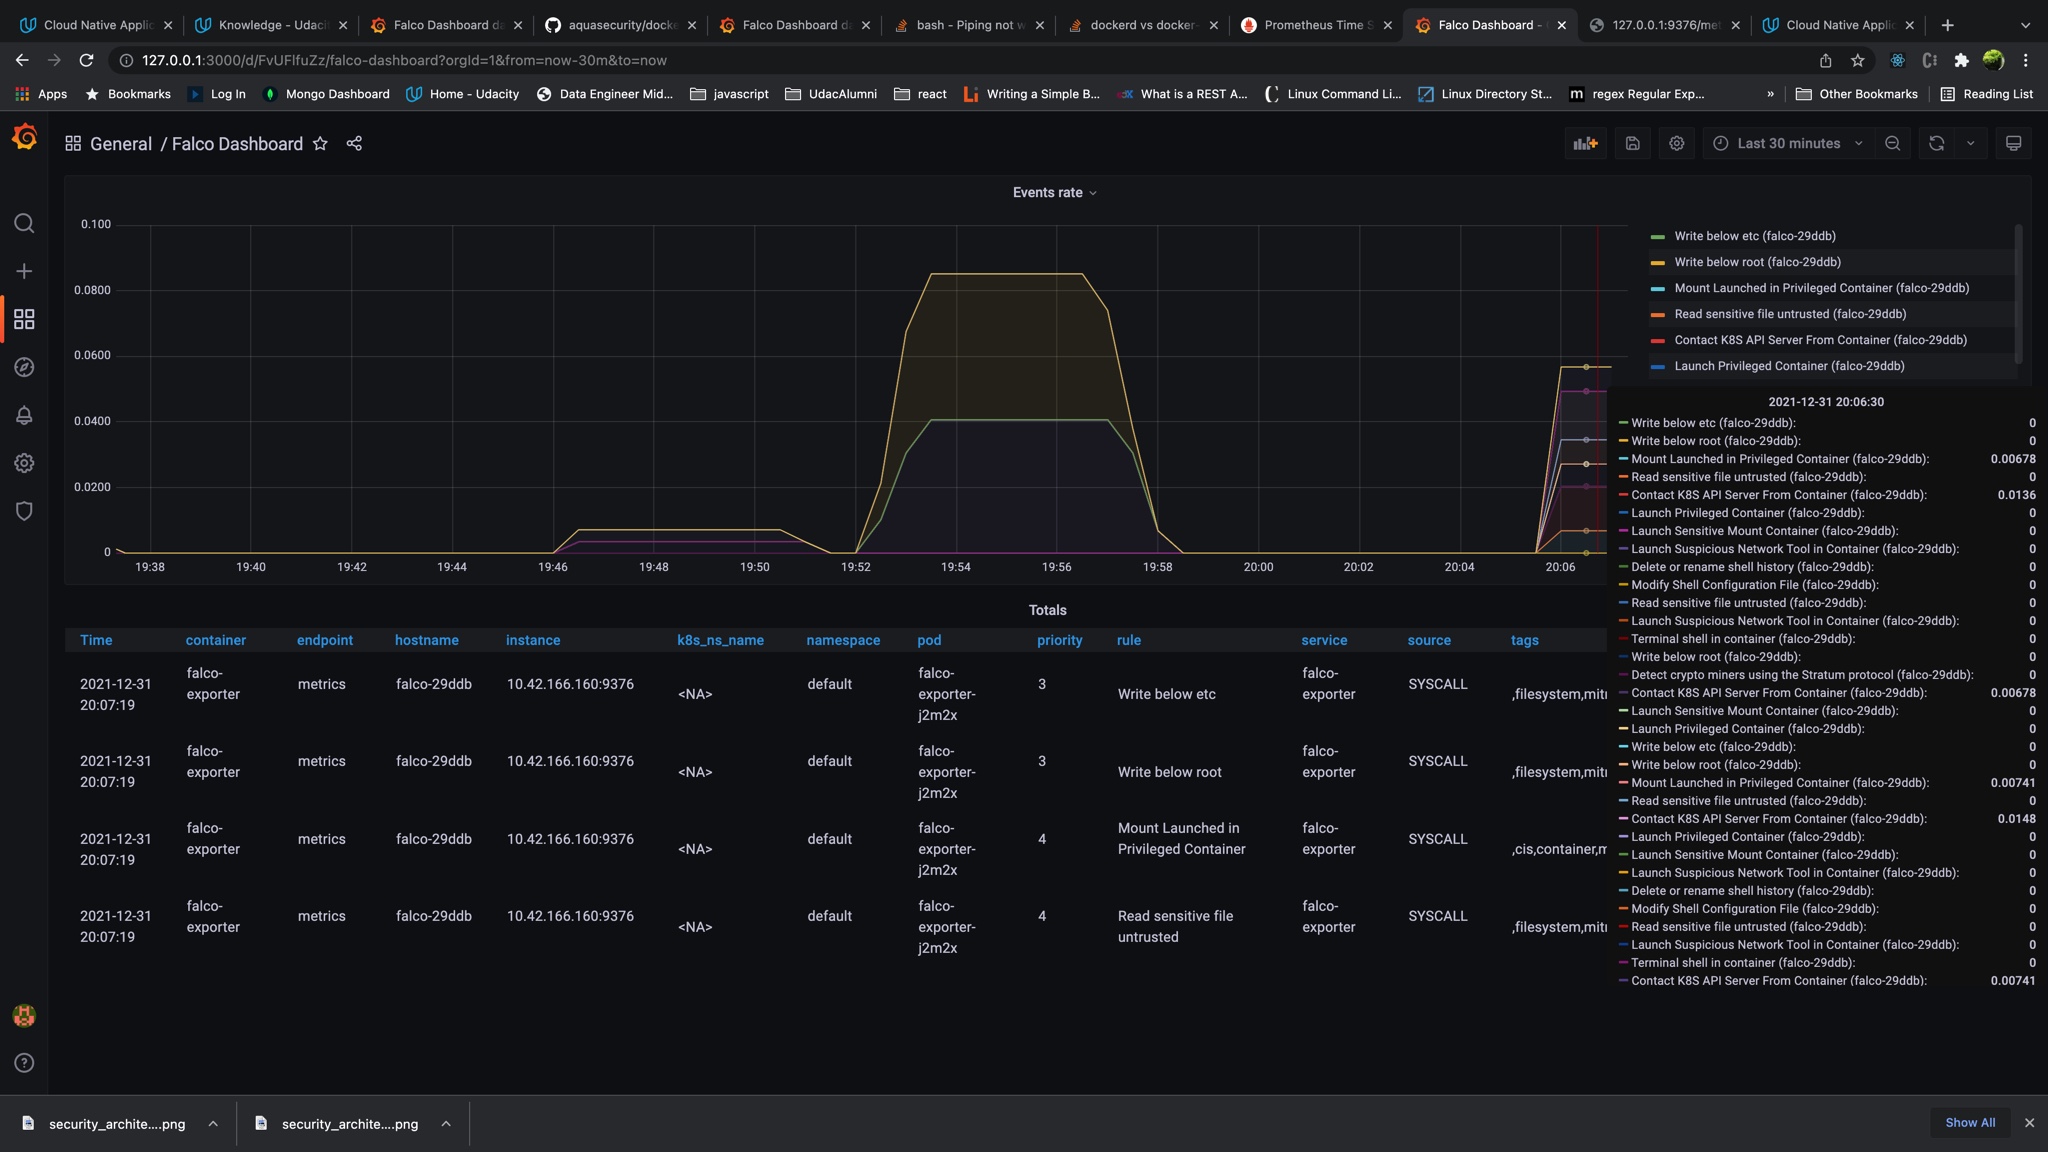 Cloud Native Applic
Knowledge - Udaci
Falco Dashboard da
aquasecurity/docke
Falco Dashboard da
bash - Piping not w
dockerd vs docker-
Prometheus Time S
Falco Dashboard -
127.0.0.1:9376/met
Cloud Native Applic
127.0.0.1:3000/d/FvUFlfuZz/falco-dashboard?orgId=1&from=now-30m&to=now
Apps
Bookmarks
Log In
Mongo Dashboard
Home - Udacity
Data Engineer Mid...
javascript
UdacAlumni
react
Writing a Simple B...
What is a REST A...
Linux Command Li...
Linux Directory St...
regex Regular Exp...
»
Other Bookmarks
Reading List
General / Falco Dashboard
Last 30 minutes
Events rate
0.100
0.0800
0.0600
0.0400
0.0200
0
19:38 19:40 19:42 19:44 19:46 19:48 19:50 19:52 19:54 19:56 19:58 20:00 20:02 20:04 20:06
Write below etc (falco-29ddb)
Write below root (falco-29ddb)
Mount Launched in Privileged Container (falco-29ddb)
Read sensitive file untrusted (falco-29ddb)
Contact K8S API Server From Container (falco-29ddb)
Launch Privileged Container (falco-29ddb)
2021-12-31 20:06:30
Write below etc (falco-29ddb): 0
Write below root (falco-29ddb): 0
Mount Launched in Privileged Container (falco-29ddb): 0.00678
Read sensitive file untrusted (falco-29ddb): 0
Contact K8S API Server From Container (falco-29ddb): 0.0136
Launch Privileged Container (falco-29ddb): 0
Launch Sensitive Mount Container (falco-29ddb): 0
Launch Suspicious Network Tool in Container (falco-29ddb): 0
Delete or rename shell history (falco-29ddb): 0
Modify Shell Configuration File (falco-29ddb): 0
Read sensitive file untrusted (falco-29ddb): 0
Launch Suspicious Network Tool in Container (falco-29ddb): 0
Terminal shell in container (falco-29ddb): 0
Write below root (falco-29ddb): 0
Detect crypto miners using the Stratum protocol (falco-29ddb): 0
Contact K8S API Server From Container (falco-29ddb): 0.00678
Launch Sensitive Mount Container (falco-29ddb): 0
Launch Privileged Container (falco-29ddb): 0
Write below etc (falco-29ddb): 0
Write below root (falco-29ddb): 0
Mount Launched in Privileged Container (falco-29ddb): 0.00741
Read sensitive file untrusted (falco-29ddb): 0
Contact K8S API Server From Container (falco-29ddb): 0.0148
Launch Privileged Container (falco-29ddb): 0
Launch Sensitive Mount Container (falco-29ddb): 0
Launch Suspicious Network Tool in Container (falco-29ddb): 0
Delete or rename shell history (falco-29ddb): 0
Modify Shell Configuration File (falco-29ddb): 0
Read sensitive file untrusted (falco-29ddb): 0
Launch Suspicious Network Tool in Container (falco-29ddb): 0
Terminal shell in container (falco-29ddb): 0
Contact K8S API Server From Container (falco-29ddb): 0.00741
Totals
Time container endpoint hostname instance k8s_ns_name namespace pod priority rule service source tags
2021-12-31 20:07:19 falco-exporter metrics falco-29ddb 10.42.166.160:9376 <NA> default falco-exporter-j2m2x 3 Write below etc falco-exporter SYSCALL ,filesystem,mitr
2021-12-31 20:07:19 falco-exporter metrics falco-29ddb 10.42.166.160:9376 <NA> default falco-exporter-j2m2x 3 Write below root falco-exporter SYSCALL ,filesystem,mitr
2021-12-31 20:07:19 falco-exporter metrics falco-29ddb 10.42.166.160:9376 <NA> default falco-exporter-j2m2x 4 Mount Launched in Privileged Container falco-exporter SYSCALL ,cis,container,m
2021-12-31 20:07:19 falco-exporter metrics falco-29ddb 10.42.166.160:9376 <NA> default falco-exporter-j2m2x 4 Read sensitive file untrusted falco-exporter SYSCALL ,filesystem,mitr
security_archite....png
security_archite....png
Show All